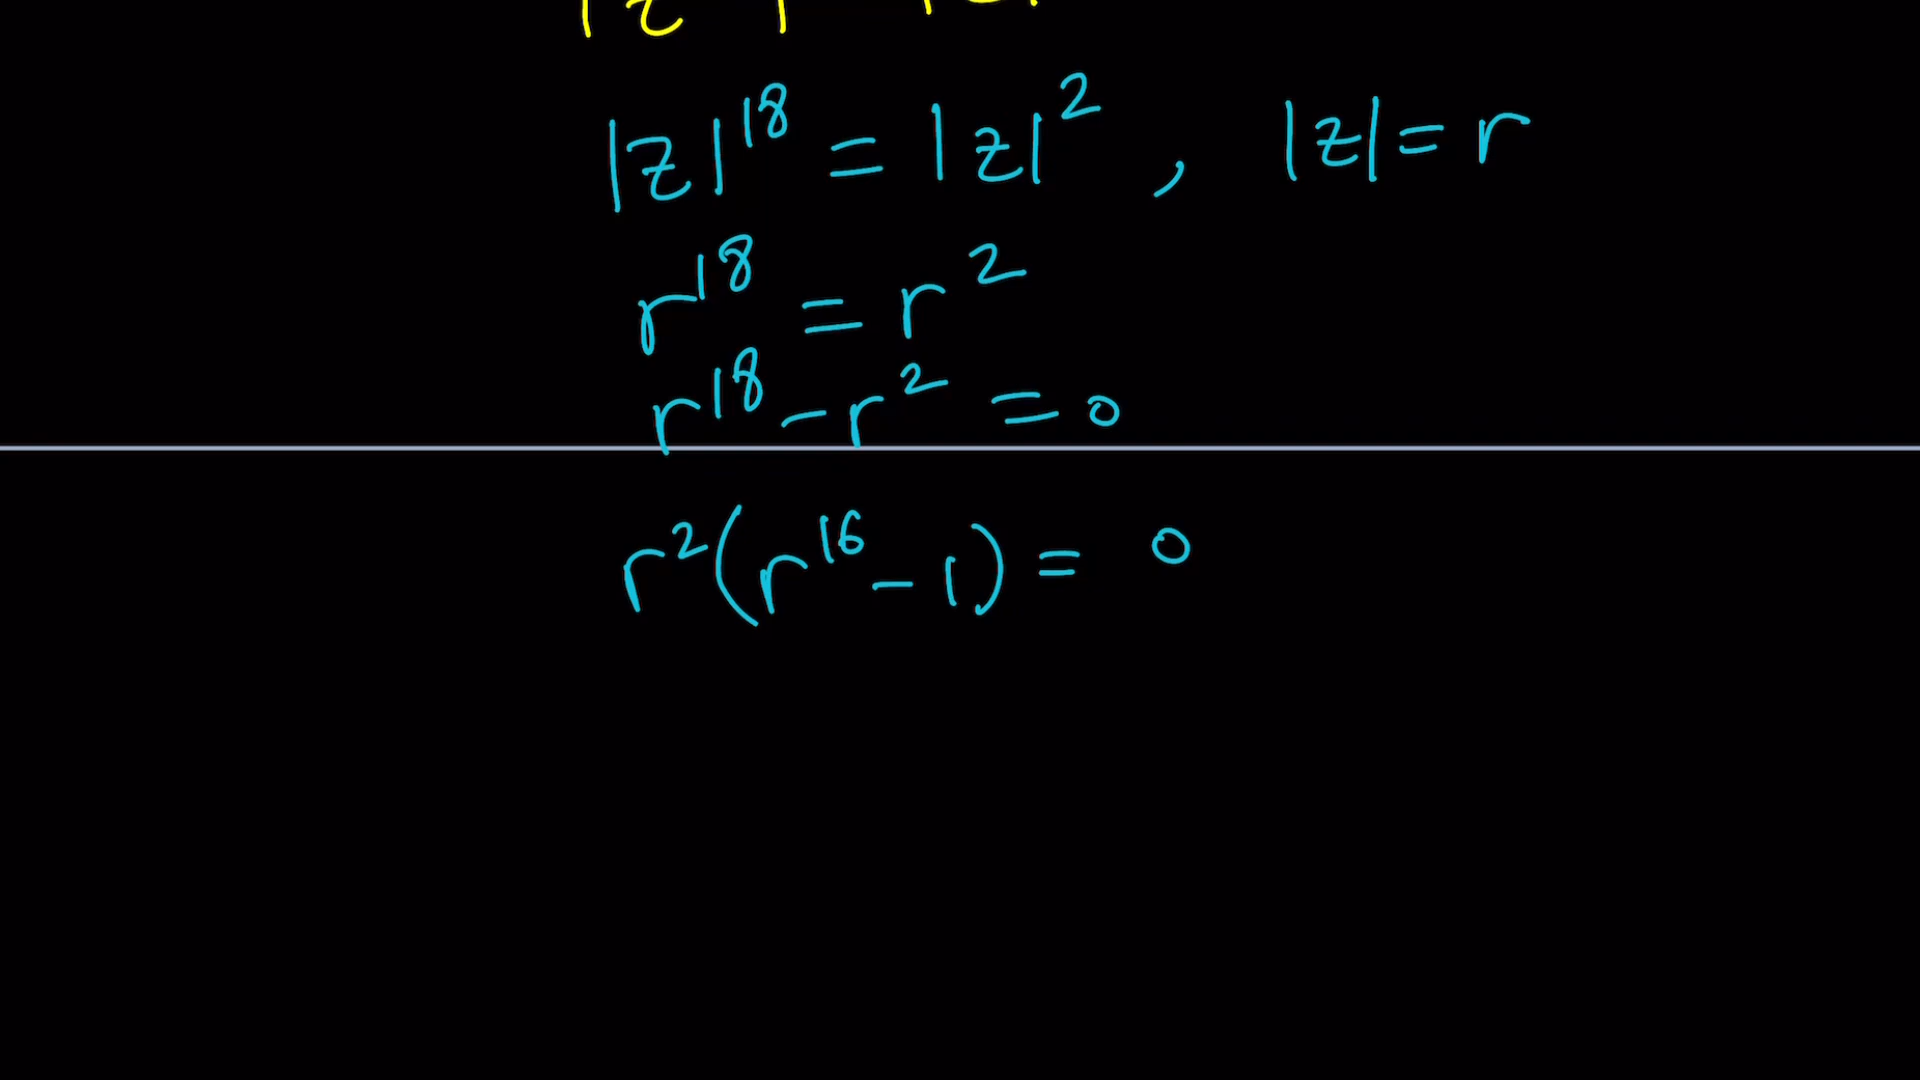 |z|^18 = |z|^2 , |z| = r
r^18 = r^2
r^18 - r^2 = 0
r^2(r^16 - 1) = 0